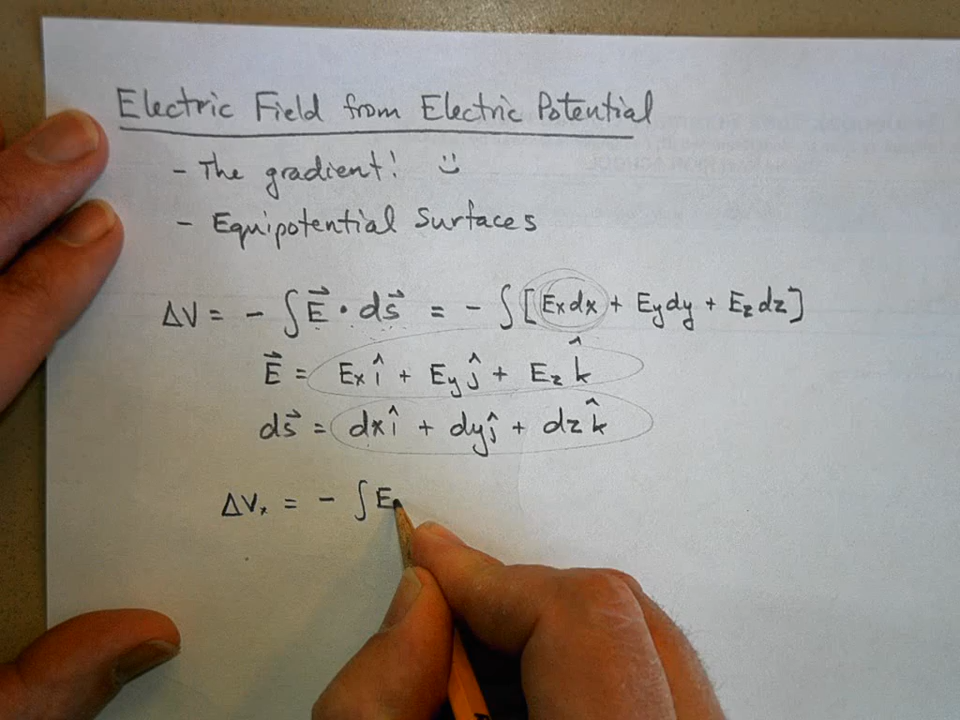 Electric Field from Electric Potential
- The gradient! :)
- Equipotential Surfaces
ΔV = - ∫ E⃗ · ds⃗ = - ∫ [Exdx + Eydy + Ezdz]
E⃗ = Ex î + Ey ĵ + Ez k̂
ds⃗ = dx î + dy ĵ + dz k̂
ΔVx = - ∫ E